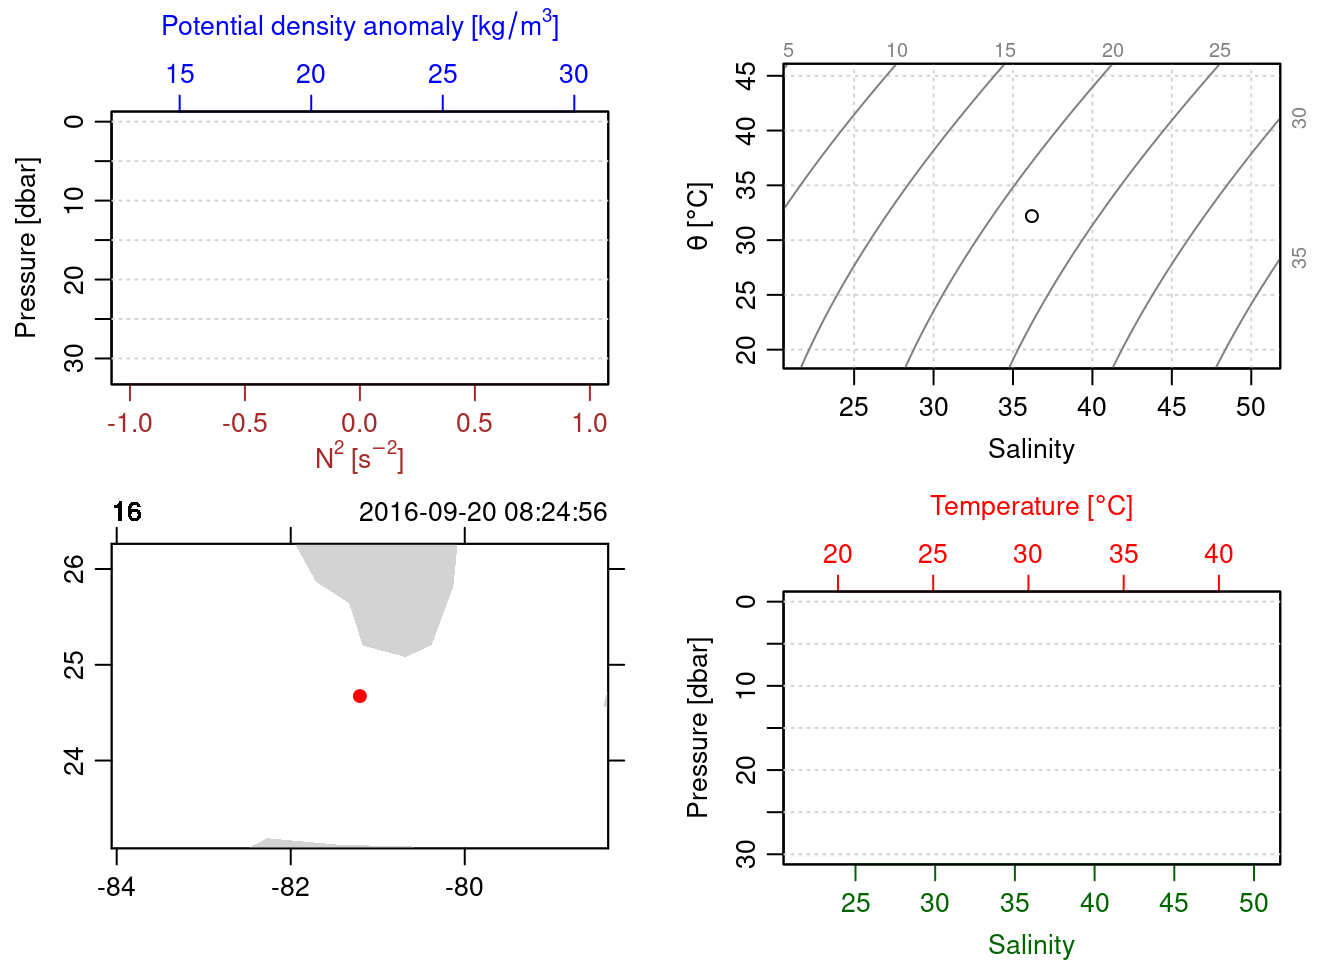 Potential density anomaly [kg/m³]
15 20 25 30
0
10
20
30
Pressure [dbar]
-1.0 -0.5 0.0 0.5 1.0
N² [s⁻²]
5 10 15 20 25
30
35
45
40
35
30
25
20
θ [°C]
25 30 35 40 45 50
Salinity
16 2016-09-20 08:24:56
26
25
24
-84 -82 -80
Temperature [°C]
20 25 30 35 40
0
10
20
30
Pressure [dbar]
25 30 35 40 45 50
Salinity